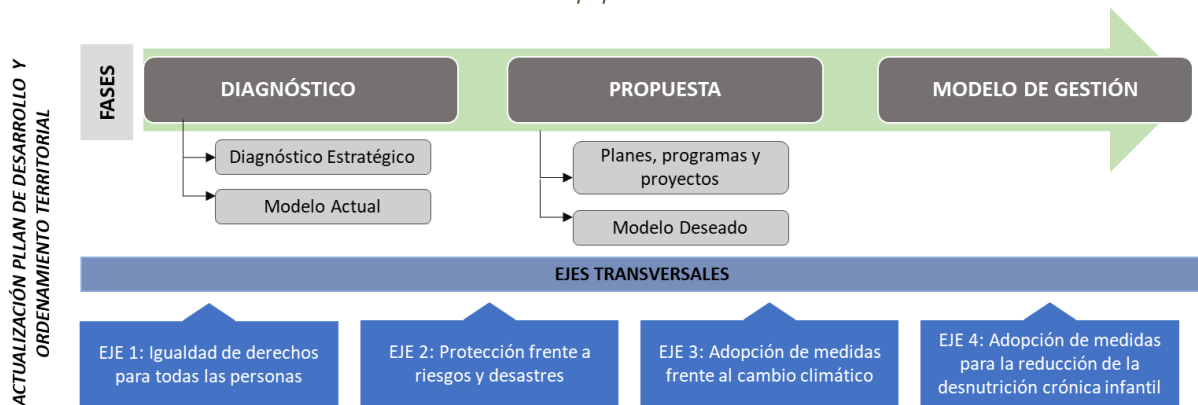 ACTUALIZACIÓN PLLAN DE DESARROLLO Y
ORDENAMIENTO TERRITORIAL
FASES
DIAGNÓSTICO
PROPUESTA
MODELO DE GESTIÓN
Diagnóstico Estratégico
Modelo Actual
Planes, programas y
proyectos
Modelo Deseado
EJES TRANSVERSALES
EJE 1: Igualdad de derechos
para todas las personas
EJE 2: Protección frente a
riesgos y desastres
EJE 3: Adopción de medidas
frente al cambio climático
EJE 4: Adopción de medidas
para la reducción de la
desnutrición crónica infantil